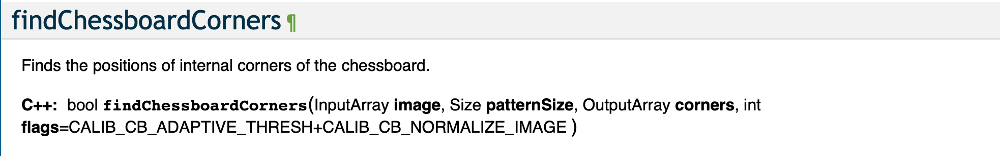 findChessboardCorners ¶
Finds the positions of internal corners of the chessboard.
C++: bool findChessboardCorners(InputArray image, Size patternSize, OutputArray corners, int
flags=CALIB_CB_ADAPTIVE_THRESH+CALIB_CB_NORMALIZE_IMAGE )